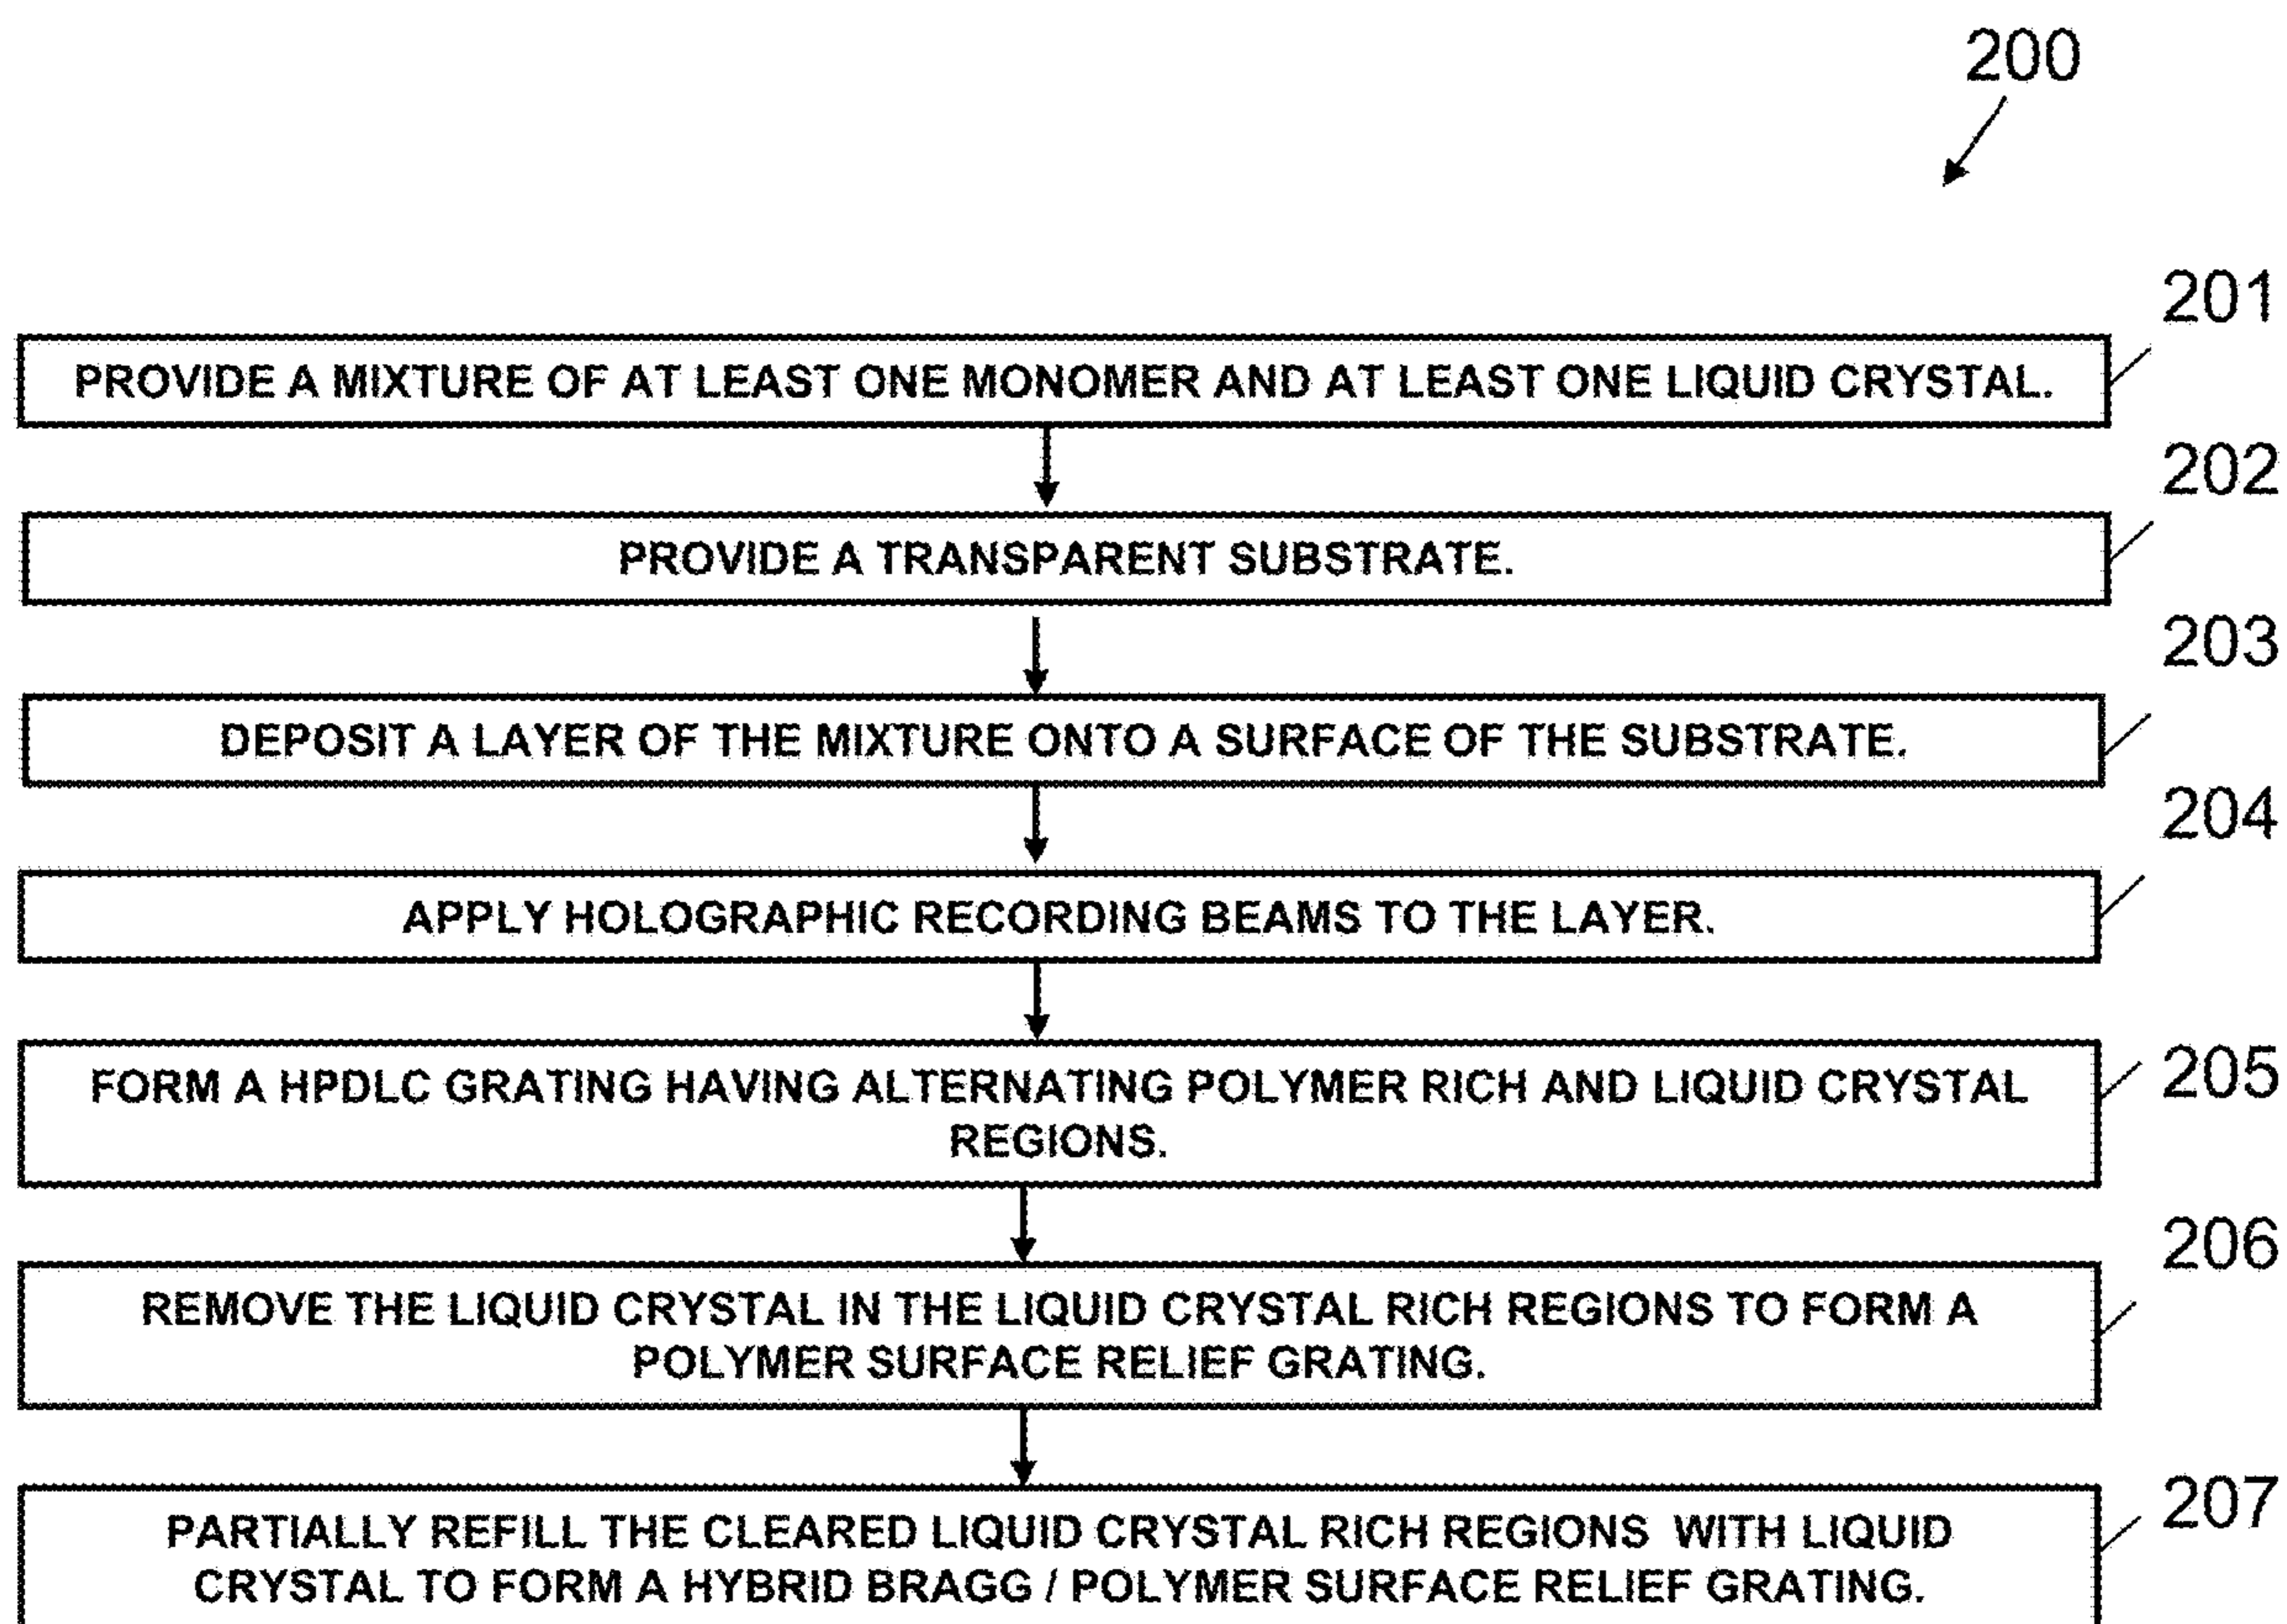 200
201
PROVIDE A MIXTURE OF AT LEAST ONE MONOMER AND AT LEAST ONE LIQUID CRYSTAL.
202
PROVIDE A TRANSPARENT SUBSTRATE.
203
DEPOSIT A LAYER OF THE MIXTURE ONTO A SURFACE OF THE SUBSTRATE.
204
APPLY HOLOGRAPHIC RECORDING BEAMS TO THE LAYER.
205
FORM A HPDLC GRATING HAVING ALTERNATING POLYMER RICH AND LIQUID CRYSTAL
REGIONS.
206
REMOVE THE LIQUID CRYSTAL IN THE LIQUID CRYSTAL RICH REGIONS TO FORM A
POLYMER SURFACE RELIEF GRATING.
207
PARTIALLY REFILL THE CLEARED LIQUID CRYSTAL RICH REGIONS WITH LIQUID
CRYSTAL TO FORM A HYBRID BRAGG / POLYMER SURFACE RELIEF GRATING.